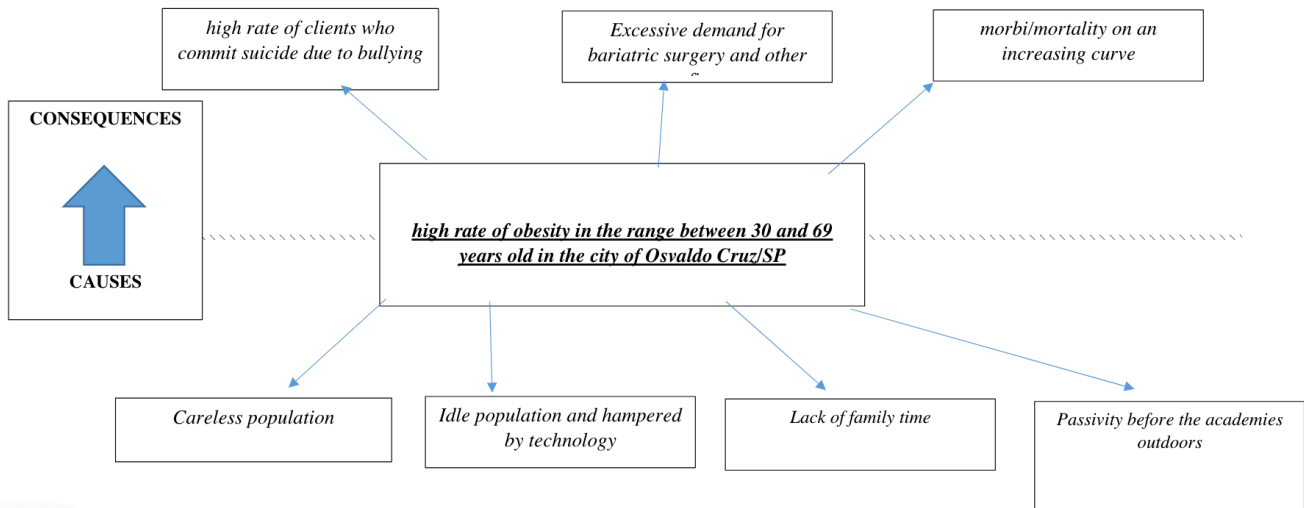 high rate of clients who
commit suicide due to bullying
Excessive demand for
bariatric surgery and other
morbi/mortality on an
increasing curve
CONSEQUENCES
CAUSES
high rate of obesity in the range between 30 and 69
years old in the city of Osvaldo Cruz/SP
Careless population
Idle population and hampered
by technology
Lack of family time
Passivity before the academies
outdoors